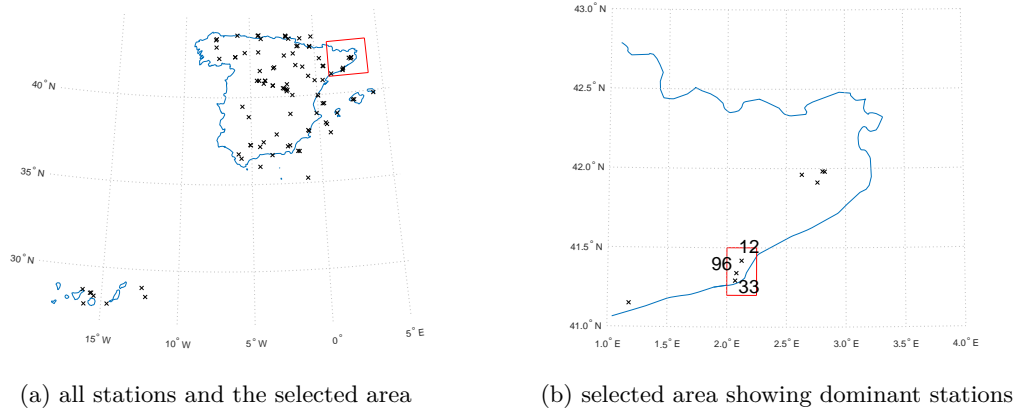 40° N
35° N
30° N
15° W
10° W
5° W
0°
5° E
43.0° N
42.5° N
42.0° N
41.5° N
41.0° N
1.0° E
1.5° E
2.0° E
2.5° E
3.0° E
3.5° E
4.0° E
12
96
33
(a) all stations and the selected area
(b) selected area showing dominant stations